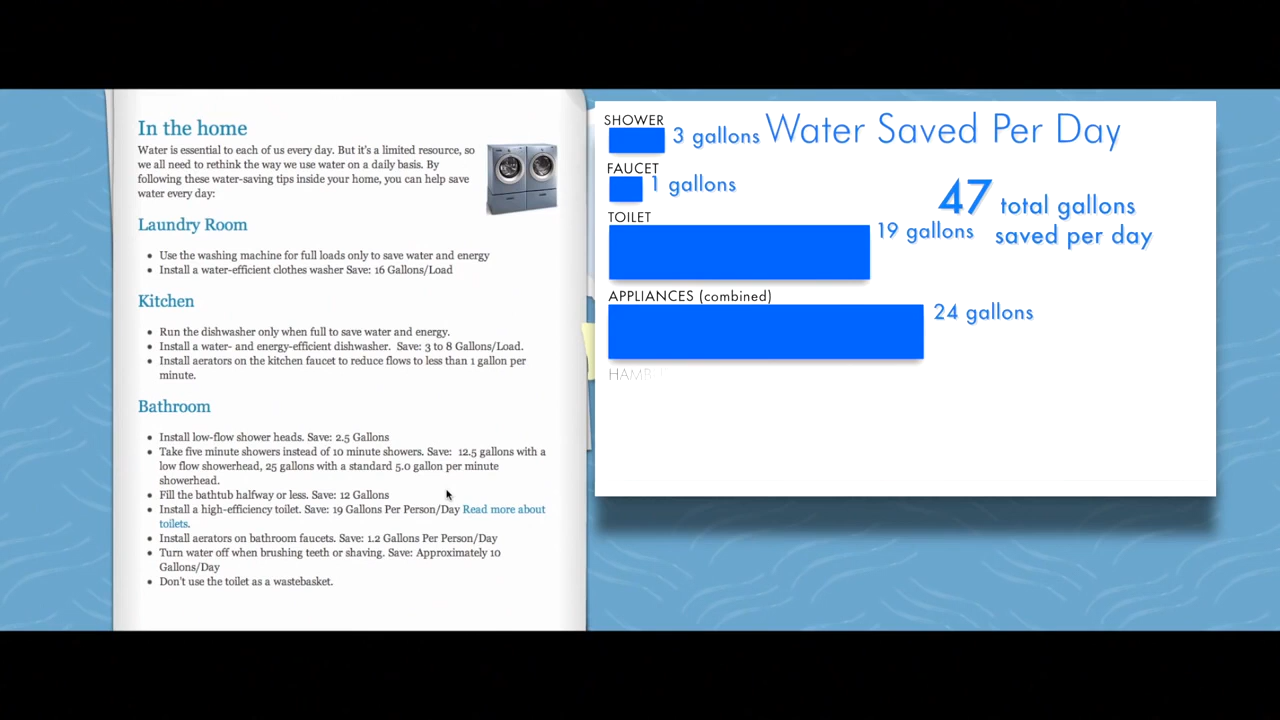 In the home
Water is essential to each of us every day. But it's a limited resource, so
we all need to rethink the way we use water on a daily basis. By
following these water-saving tips inside your home, you can help save
water every day:
Laundry Room
• Use the washing machine for full loads only to save water and energy
• Install a water-efficient clothes washer Save: 16 Gallons/Load
Kitchen
• Run the dishwasher only when full to save water and energy.
• Install a water- and energy-efficient dishwasher.  Save: 3 to 8 Gallons/Load.
• Install aerators on the kitchen faucet to reduce flows to less than 1 gallon per
minute.
Bathroom
• Install low-flow shower heads. Save: 2.5 Gallons
• Take five minute showers instead of 10 minute showers. Save:  12.5 gallons with a
low flow showerhead, 25 gallons with a standard 5.0 gallon per minute
showerhead.
• Fill the bathtub halfway or less. Save: 12 Gallons
• Install a high-efficiency toilet. Save: 19 Gallons Per Person/Day Read more about
toilets.
• Install aerators on bathroom faucets. Save: 1.2 Gallons Per Person/Day
• Turn water off when brushing teeth or shaving. Save: Approximately 10
Gallons/Day
• Don't use the toilet as a wastebasket.
Water Saved Per Day
SHOWER
3 gallons
FAUCET
1 gallons
TOILET
19 gallons
APPLIANCES (combined)
24 gallons
47 total gallons
saved per day